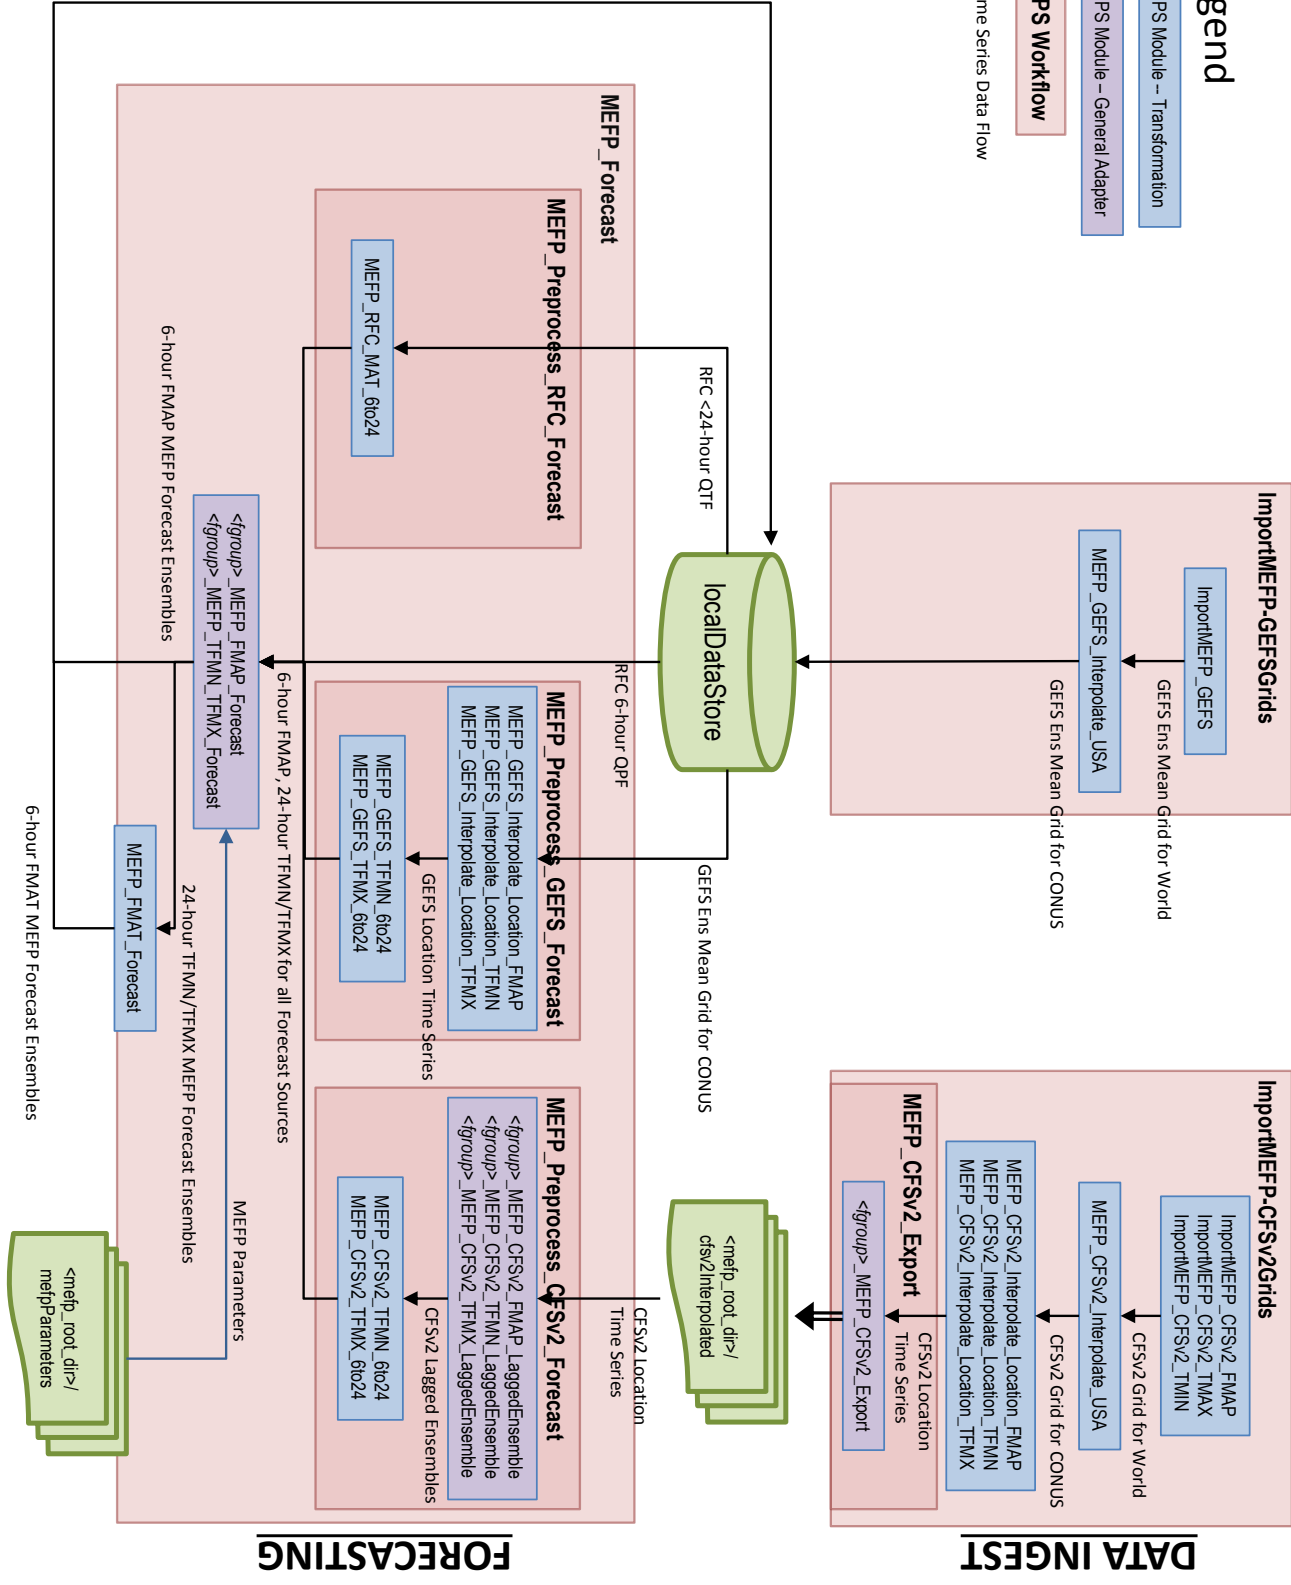 gend
PS Module -- Transformation
PS Module – General Adapter
PS Workflow
me Series Data Flow
DATA INGEST
ImportMEFP-GEFSGrids
ImportMEFP_GEFS
GEFS Ens Mean Grid for World
MEFP_GEFS_Interpolate_USA
GEFS Ens Mean Grid for CONUS
ImportMEFP-CFSv2Grids
ImportMEFP_CFSv2_FMAP
ImportMEFP_CFSv2_TMAX
ImportMEFP_CFSv2_TMIN
CFSv2 Grid for World
MEFP_CFSv2_Interpolate_USA
CFSv2 Grid for CONUS
MEFP_CFSv2_Interpolate_Location_FMAP
MEFP_CFSv2_Interpolate_Location_TFMN
MEFP_CFSv2_Interpolate_Location_TFMX
CFSv2 Location
Time Series
MEFP_CFSv2_Export
<fgroup>_MEFP_CFSv2_Export
localDataStore
<mefp_root_dir>/
cfsv2Interpolated
RFC <24-hour QTF
RFC 6-hour QPF
GEFS Ens Mean Grid for CONUS
CFSv2 Location
Time Series
FORECASTING
MEFP_Forecast
MEFP_Preprocess_RFC_Forecast
MEFP_RFC_MAT_6to24
MEFP_Preprocess_GEFS_Forecast
MEFP_GEFS_Interpolate_Location_FMAP
MEFP_GEFS_Interpolate_Location_TFMN
MEFP_GEFS_Interpolate_Location_TFMX
GEFS Location Time Series
MEFP_GEFS_TFMN_6to24
MEFP_GEFS_TFMX_6to24
MEFP_Preprocess_CFSv2_Forecast
<fgroup>_MEFP_CFSv2_FMAP_LaggedEnsemble
<fgroup>_MEFP_CFSv2_TFMN_LaggedEnsemble
<fgroup>_MEFP_CFSv2_TFMX_LaggedEnsemble
CFSv2 Lagged Ensembles
MEFP_CFSv2_TFMN_6to24
MEFP_CFSv2_TFMX_6to24
6-hour FMAP, 24-hour TFMN/TFMX for all Forecast Sources
<fgroup>_MEFP_FMAP_Forecast
<fgroup>_MEFP_TFMN_TFMX_Forecast
MEFP Parameters
6-hour FMAP MEFP Forecast Ensembles
24-hour TFMN/TFMX MEFP Forecast Ensembles
MEFP_FMAT_Forecast
6-hour FMAT MEFP Forecast Ensembles
<mefp_root_dir>/
mefpParameters